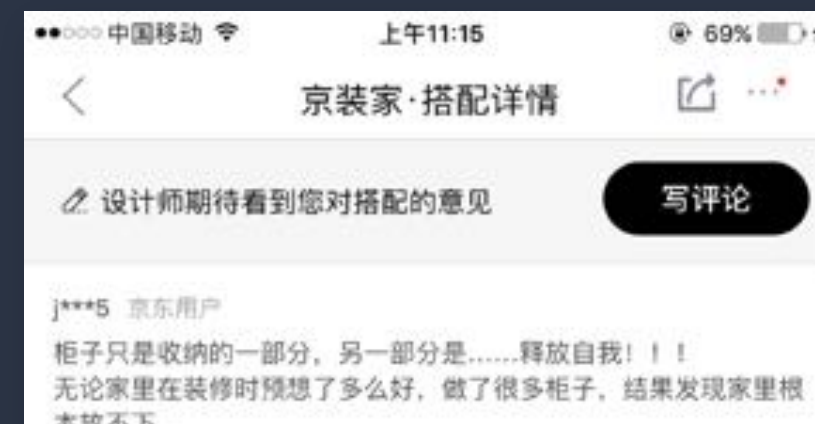 中国移动 上午11:15 69%
京装家·搭配详情
设计师期待看到您对搭配的意见 写评论
j***5 京东用户
柜子只是收纳的一部分，另一部分是……释放自我！！！
无论家里在装修时预想了多么好，做了很多柜子，结果发现家里根
本放不下